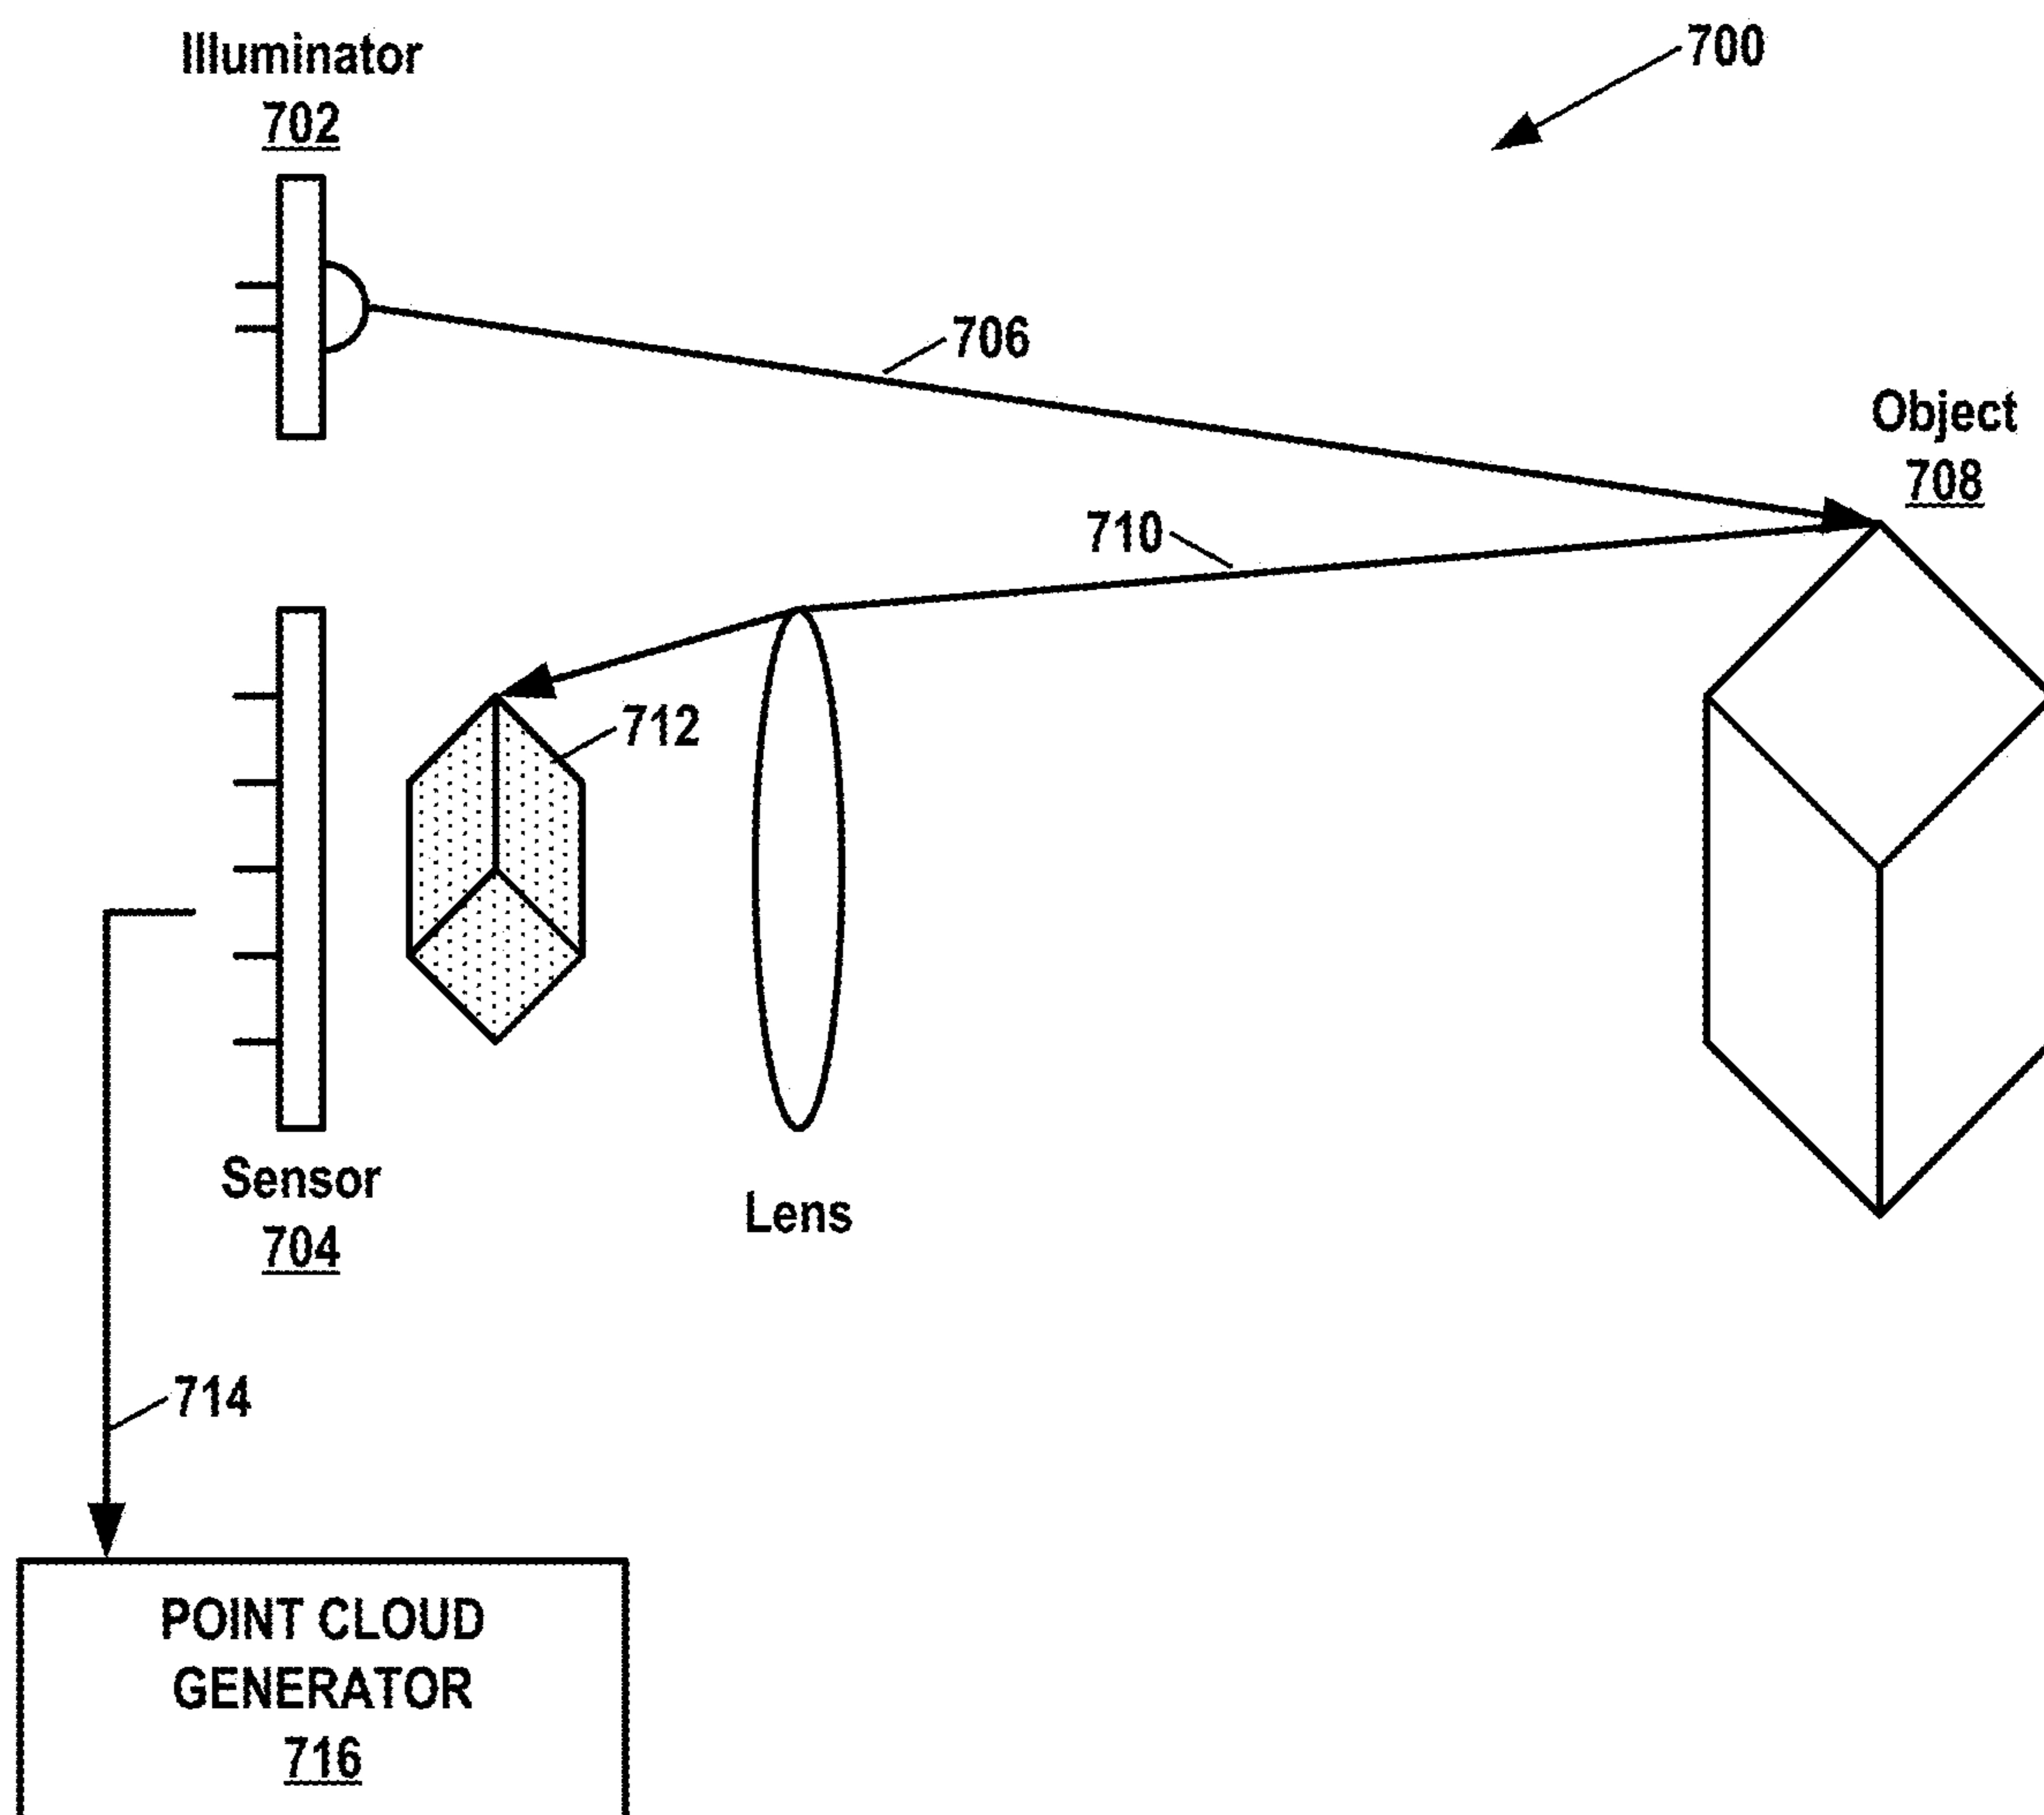 Illuminator
702
700
706
Object
708
710
712
Sensor
704
Lens
714
POINT CLOUD
GENERATOR
716